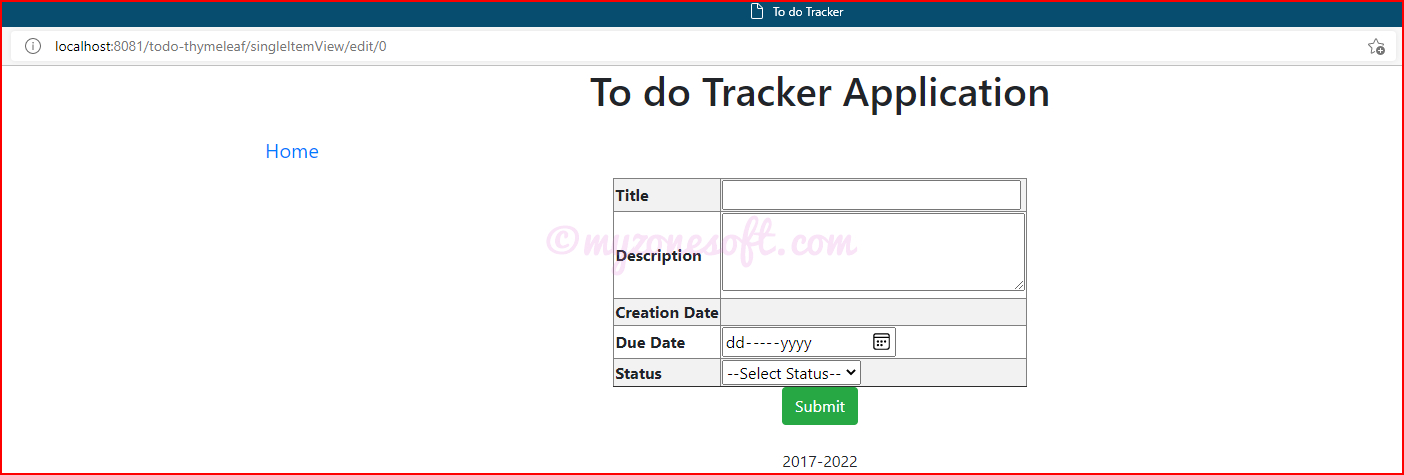 To do Tracker
localhost:8081/todo-thymeleaf/singleItemView/edit/0
To do Tracker Application
Home
Title
©myzonesoft.com
Description
Creation Date
Due Date dd-----yyyy
Status --Select Status--
Submit
2017-2022